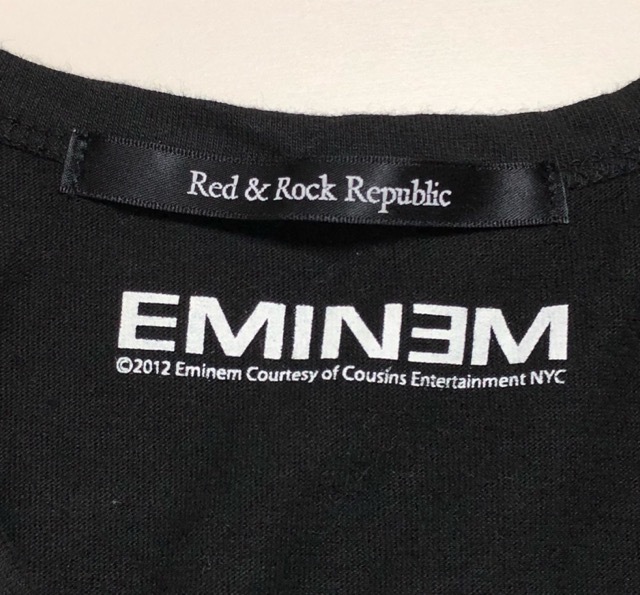 Red & Rock Republic
EMINƎM
©2012 Eminem Courtesy of Cousins Entertainment NYC